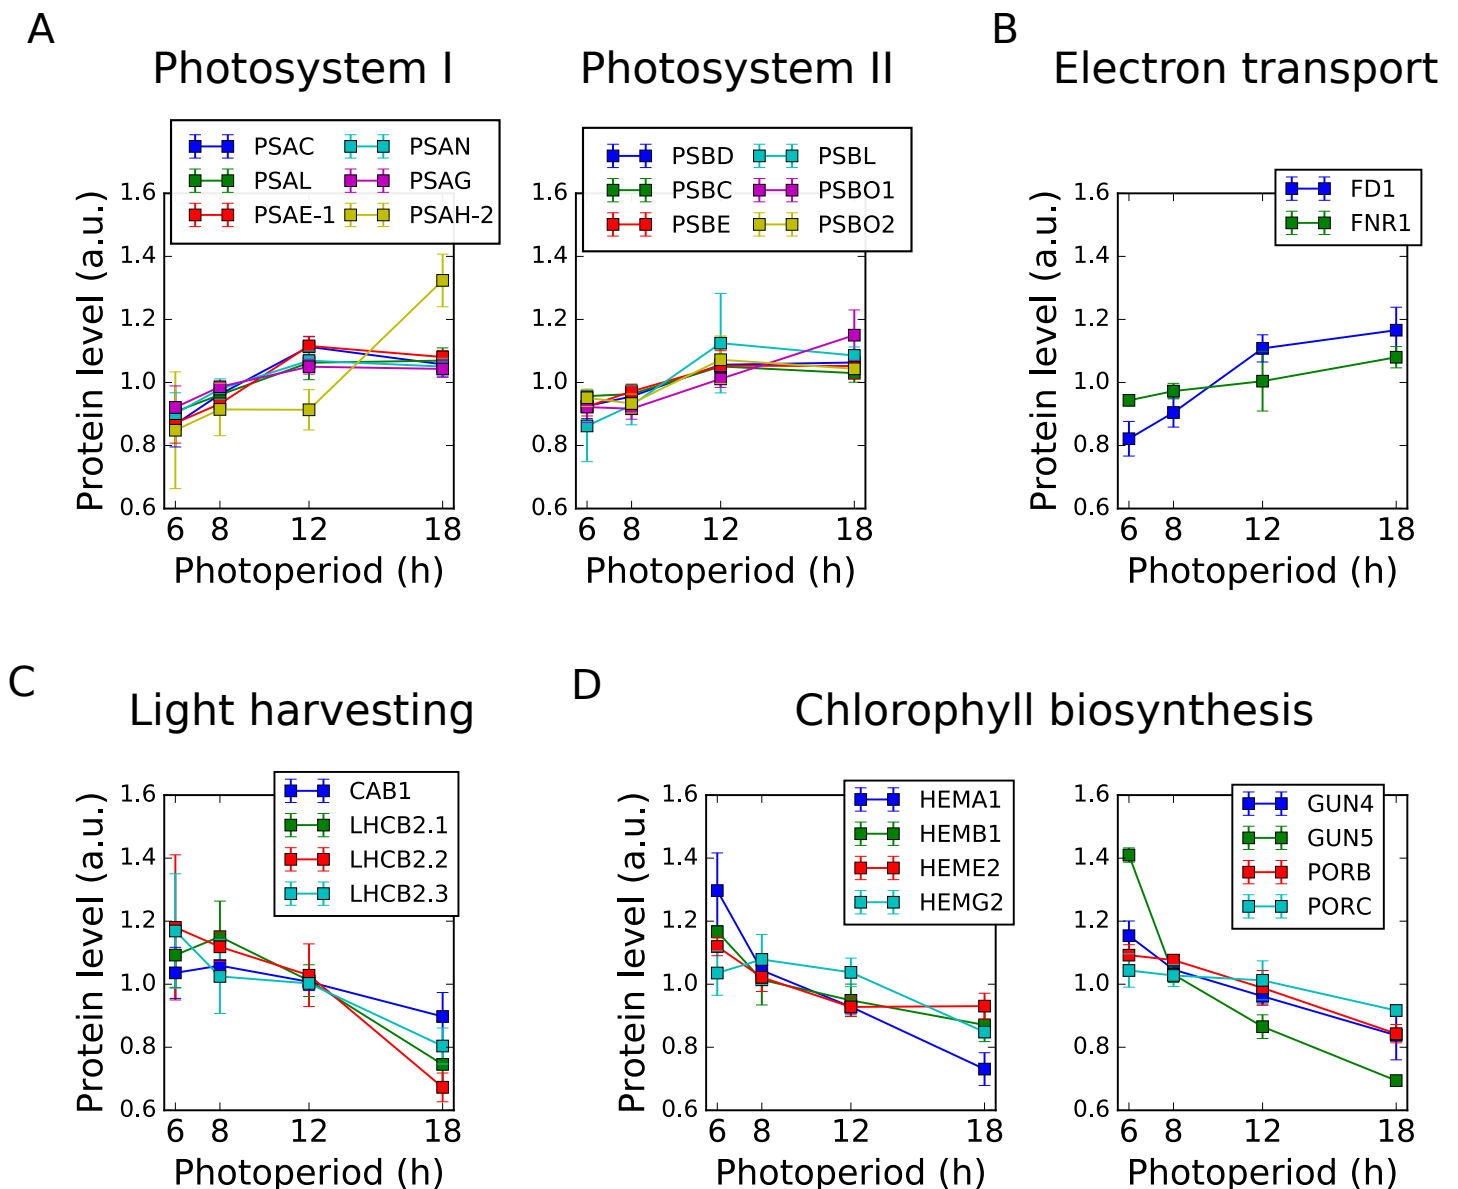 A
Photosystem I
Photosystem II
B
Electron transport
PSAC PSAN
PSAL PSAG
PSAE-1 PSAH-2
PSBD PSBL
PSBC PSBO1
PSBE PSBO2
FD1
FNR1
Protein level (a.u.)
1.6
1.4
1.2
1.0
0.8
0.6
6 8 12 18
Photoperiod (h)
1.6
1.4
1.2
1.0
0.8
0.6
6 8 12 18
Photoperiod (h)
Protein level (a.u.)
1.6
1.4
1.2
1.0
0.8
0.6
6 8 12 18
Photoperiod (h)
C
Light harvesting
D
Chlorophyll biosynthesis
CAB1
LHCB2.1
LHCB2.2
LHCB2.3
Protein level (a.u.)
1.6
1.4
1.2
1.0
0.8
0.6
6 8 12 18
Photoperiod (h)
HEMA1
HEMB1
HEME2
HEMG2
Protein level (a.u.)
1.6
1.4
1.2
1.0
0.8
0.6
6 8 12 18
Photoperiod (h)
GUN4
GUN5
PORB
PORC
1.6
1.4
1.2
1.0
0.8
0.6
6 8 12 18
Photoperiod (h)